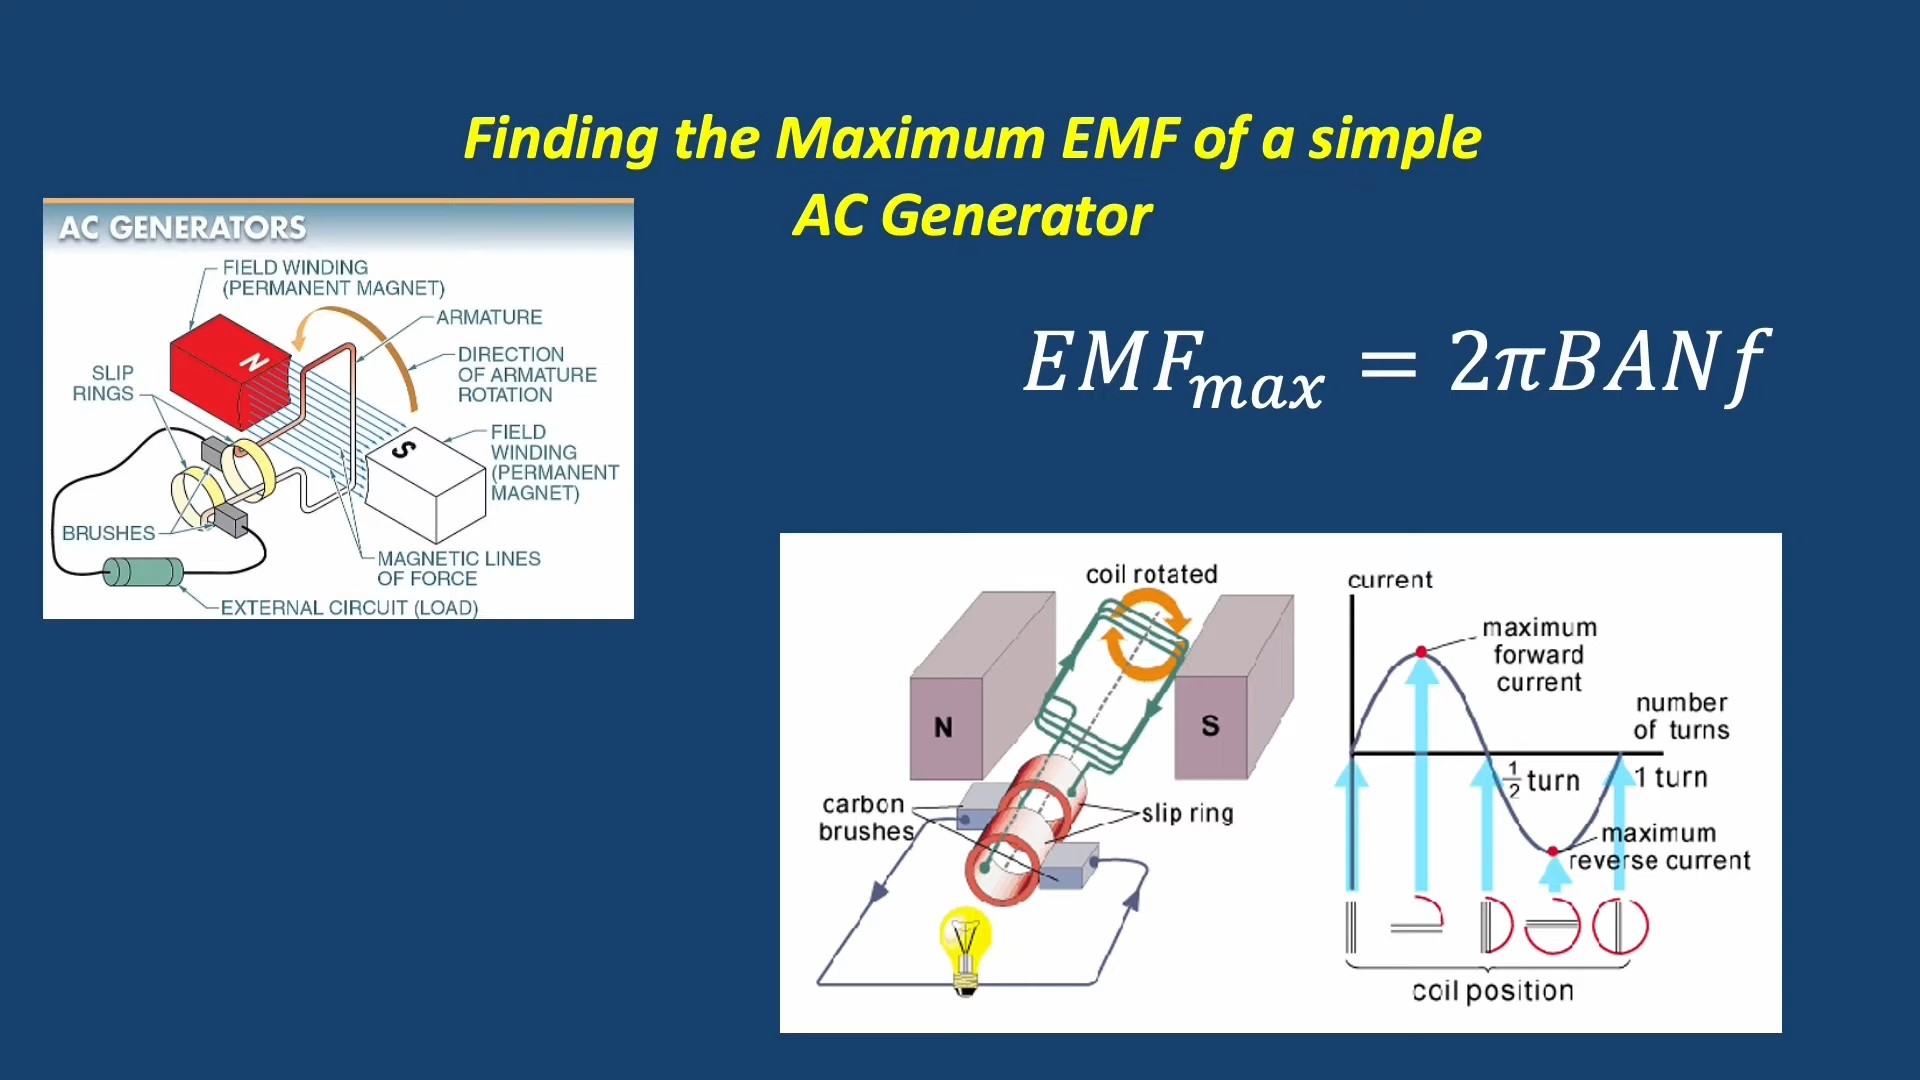 Finding the Maximum EMF of a simple
AC Generator
AC GENERATORS
FIELD WINDING
(PERMANENT MAGNET)
ARMATURE
DIRECTION
OF ARMATURE
ROTATION
SLIP
RINGS
N
S
FIELD
WINDING
(PERMANENT
MAGNET)
BRUSHES
MAGNETIC LINES
OF FORCE
EXTERNAL CIRCUIT (LOAD)
EMF_max = 2πBANf
coil rotated
N
S
carbon
brushes
slip ring
current
maximum
forward
current
number
of turns
1/2 turn
1 turn
maximum
reverse current
coil position